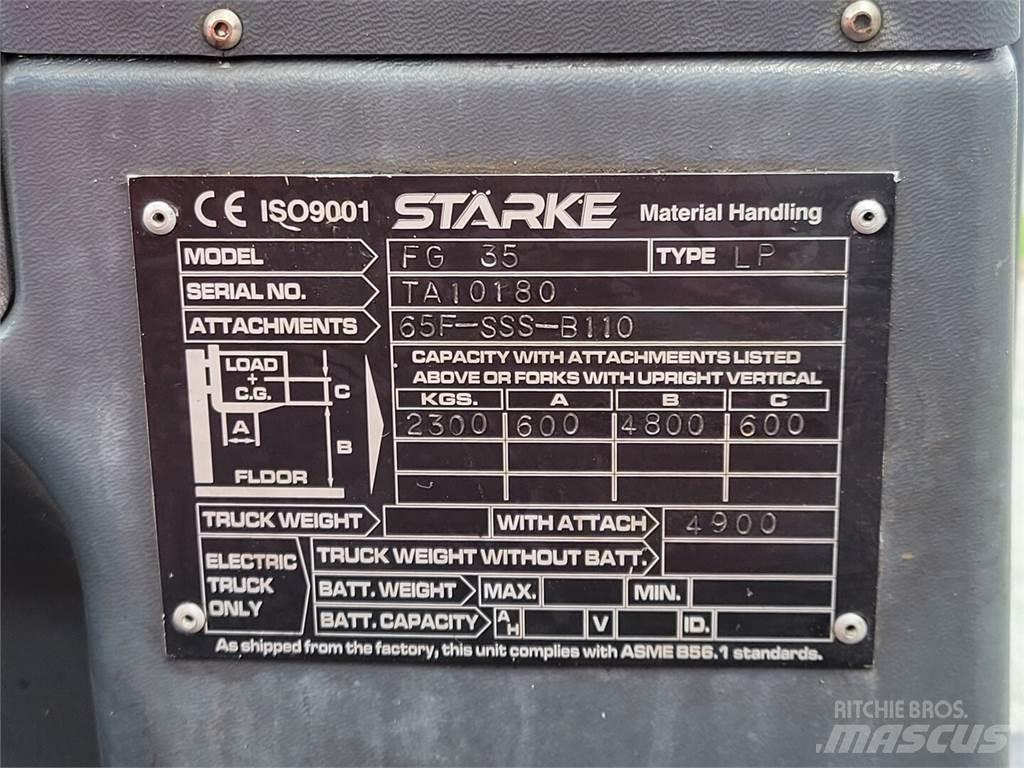 CE ISO9001 STÄRKE Material Handling
MODEL FG 35 TYPE LP
SERIAL NO. TA10180
ATTACHMENTS 65F-SSS-B110
LOAD
C.G.
C
A
B
FLDOR
CAPACITY WITH ATTACHMEENTS LISTED
ABOVE OR FORKS WITH UPRIGHT VERTICAL
KGS. A B C
2300 600 4800 600
TRUCK WEIGHT WITH ATTACH 4900
ELECTRIC
TRUCK
ONLY
TRUCK WEIGHT WITHOUT BATT.
BATT. WEIGHT MAX. MIN.
BATT. CAPACITY AH V ID.
As shipped from the factory, this unit complies with ASME B56.1 standards.
RITCHIE BROS.
MASCUS